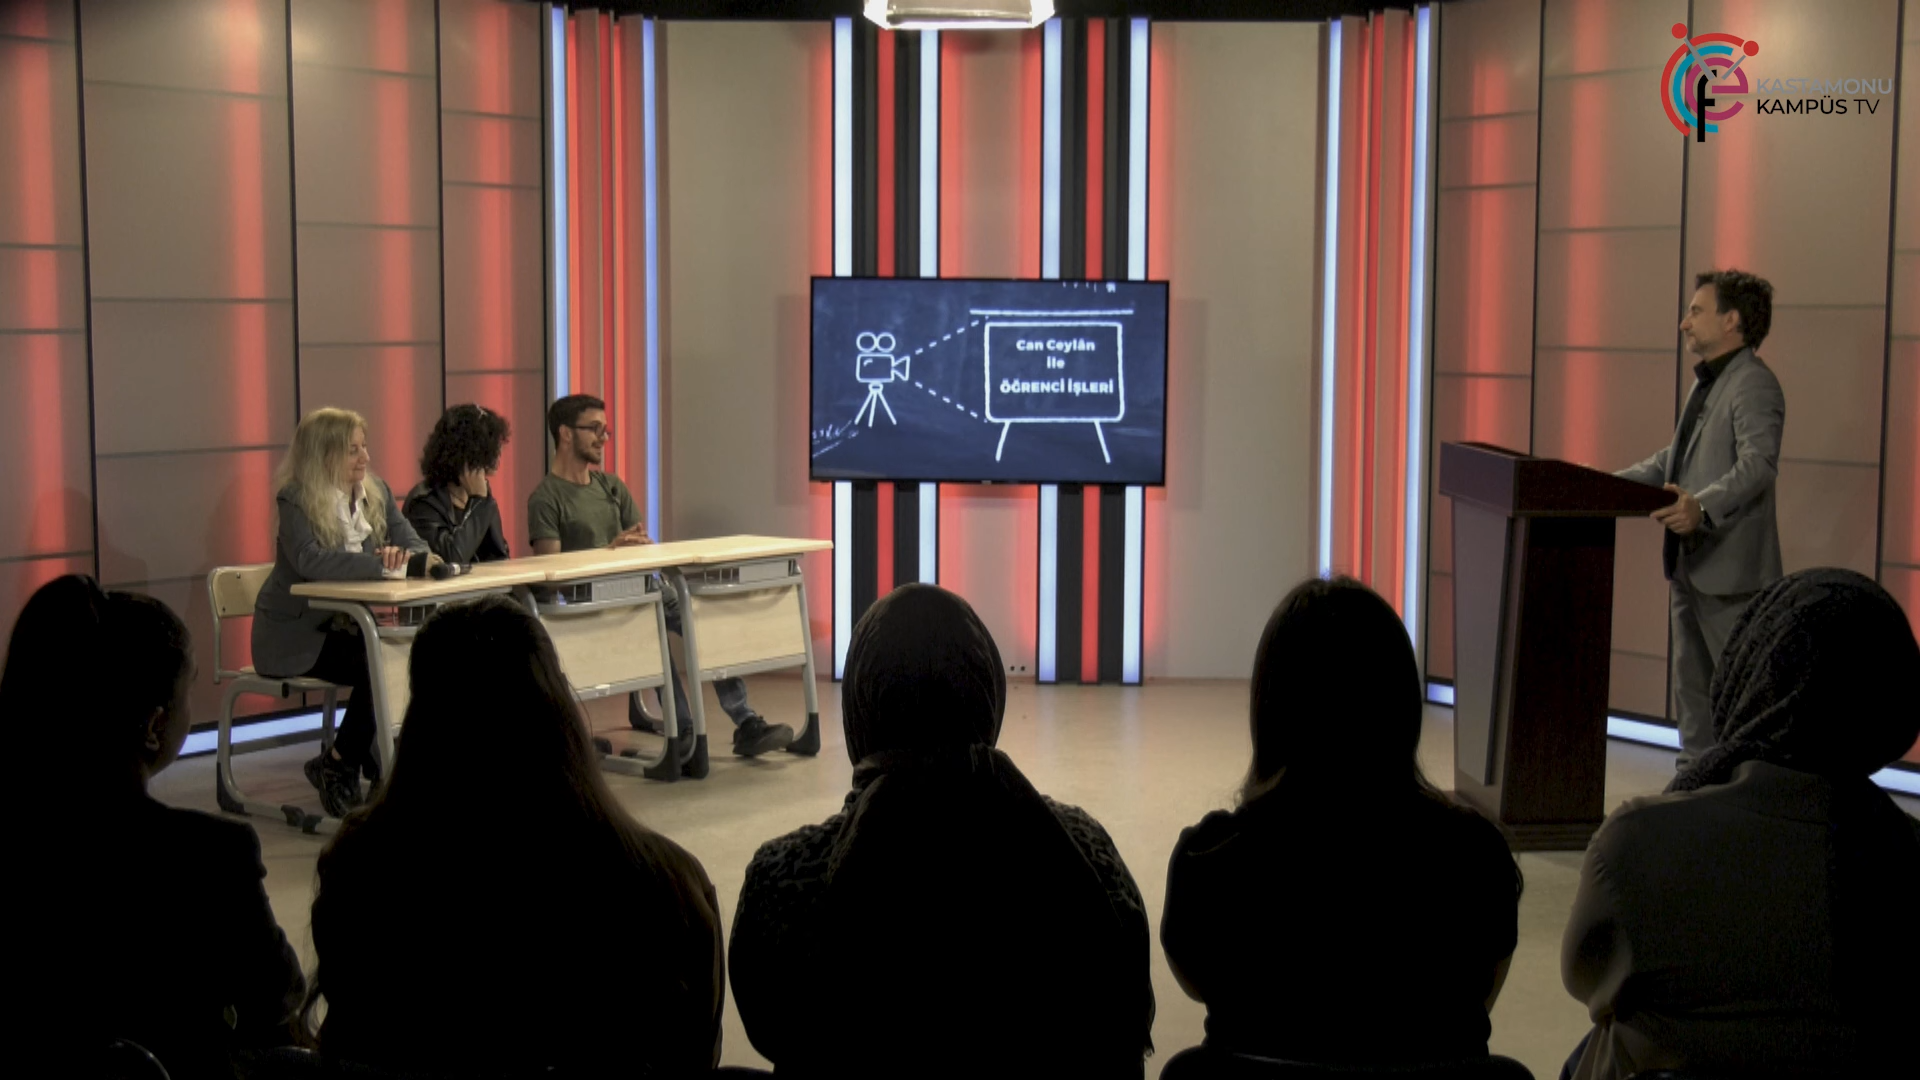 KASTAMONU
KAMPÜS TV
Can Ceylân
ile
ÖĞRENCİ İŞLERİ